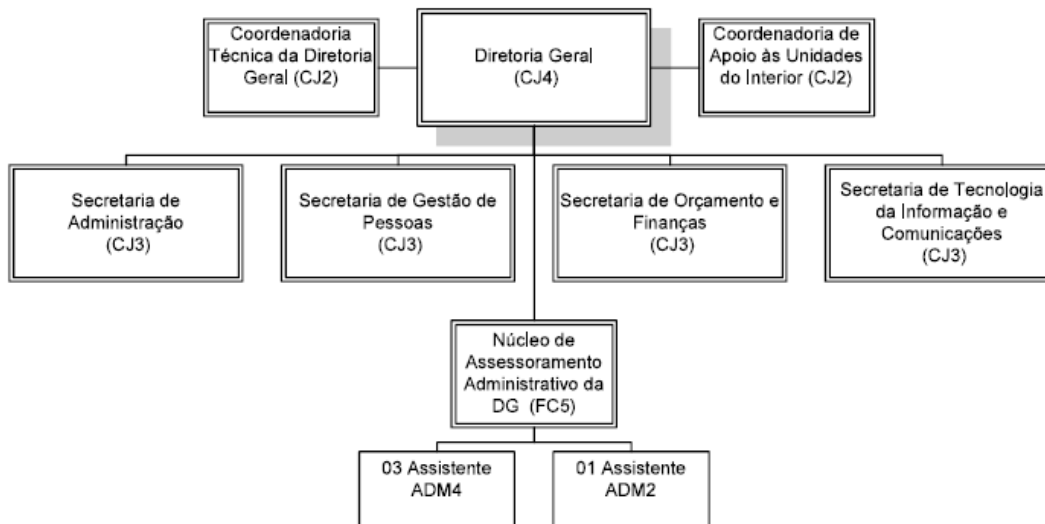 Coordenadoria
Técnica da Diretoria
Geral (CJ2)
Diretoria Geral
(CJ4)
Coordenadoria de
Apoio às Unidades
do Interior (CJ2)
Secretaria de
Administração
(CJ3)
Secretaria de Gestão de
Pessoas
(CJ3)
Secretaria de Orçamento e
Finanças
(CJ3)
Secretaria de Tecnologia
da Informação e
Comunicações
(CJ3)
Núcleo de
Assessoramento
Administrativo da
DG (FC5)
03 Assistente
ADM4
01 Assistente
ADM2